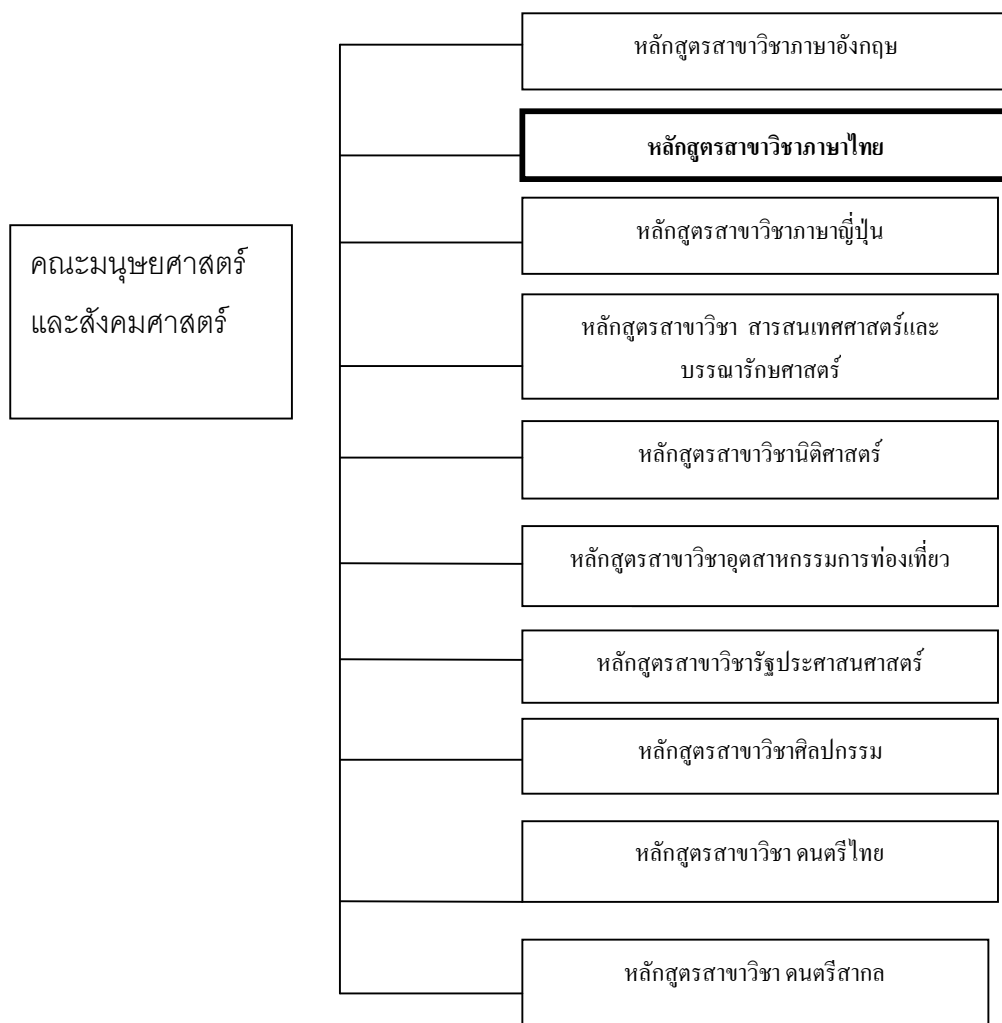 หลักสูตรสาขาวิชาภาษาอังกฤษ
หลักสูตรสาขาวิชาภาษาไทย
หลักสูตรสาขาวิชาภาษาญี่ปุ่น
คณะมนุษยศาสตร์
และสังคมศาสตร์
หลักสูตรสาขาวิชา สารสนเทศศาสตร์และ
บรรณารักษศาสตร์
หลักสูตรสาขาวิชานิติศาสตร์
หลักสูตรสาขาวิชาอุตสาหกรรมการท่องเที่ยว
หลักสูตรสาขาวิชารัฐประศาสนศาสตร์
หลักสูตรสาขาวิชาศิลปกรรม
หลักสูตรสาขาวิชา ดนตรีไทย
หลักสูตรสาขาวิชา ดนตรีสากล